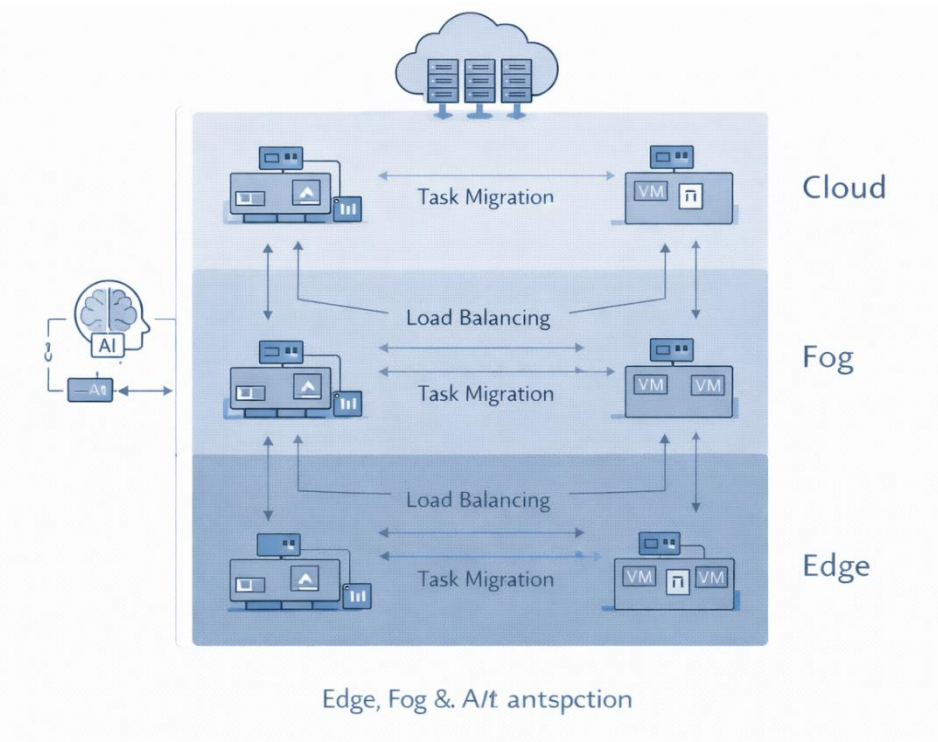 Task Migration
VM
Cloud
Load Balancing
AI
Task Migration
VM VM
Fog
Load Balancing
Task Migration
VM VM
Edge
Edge, Fog &.